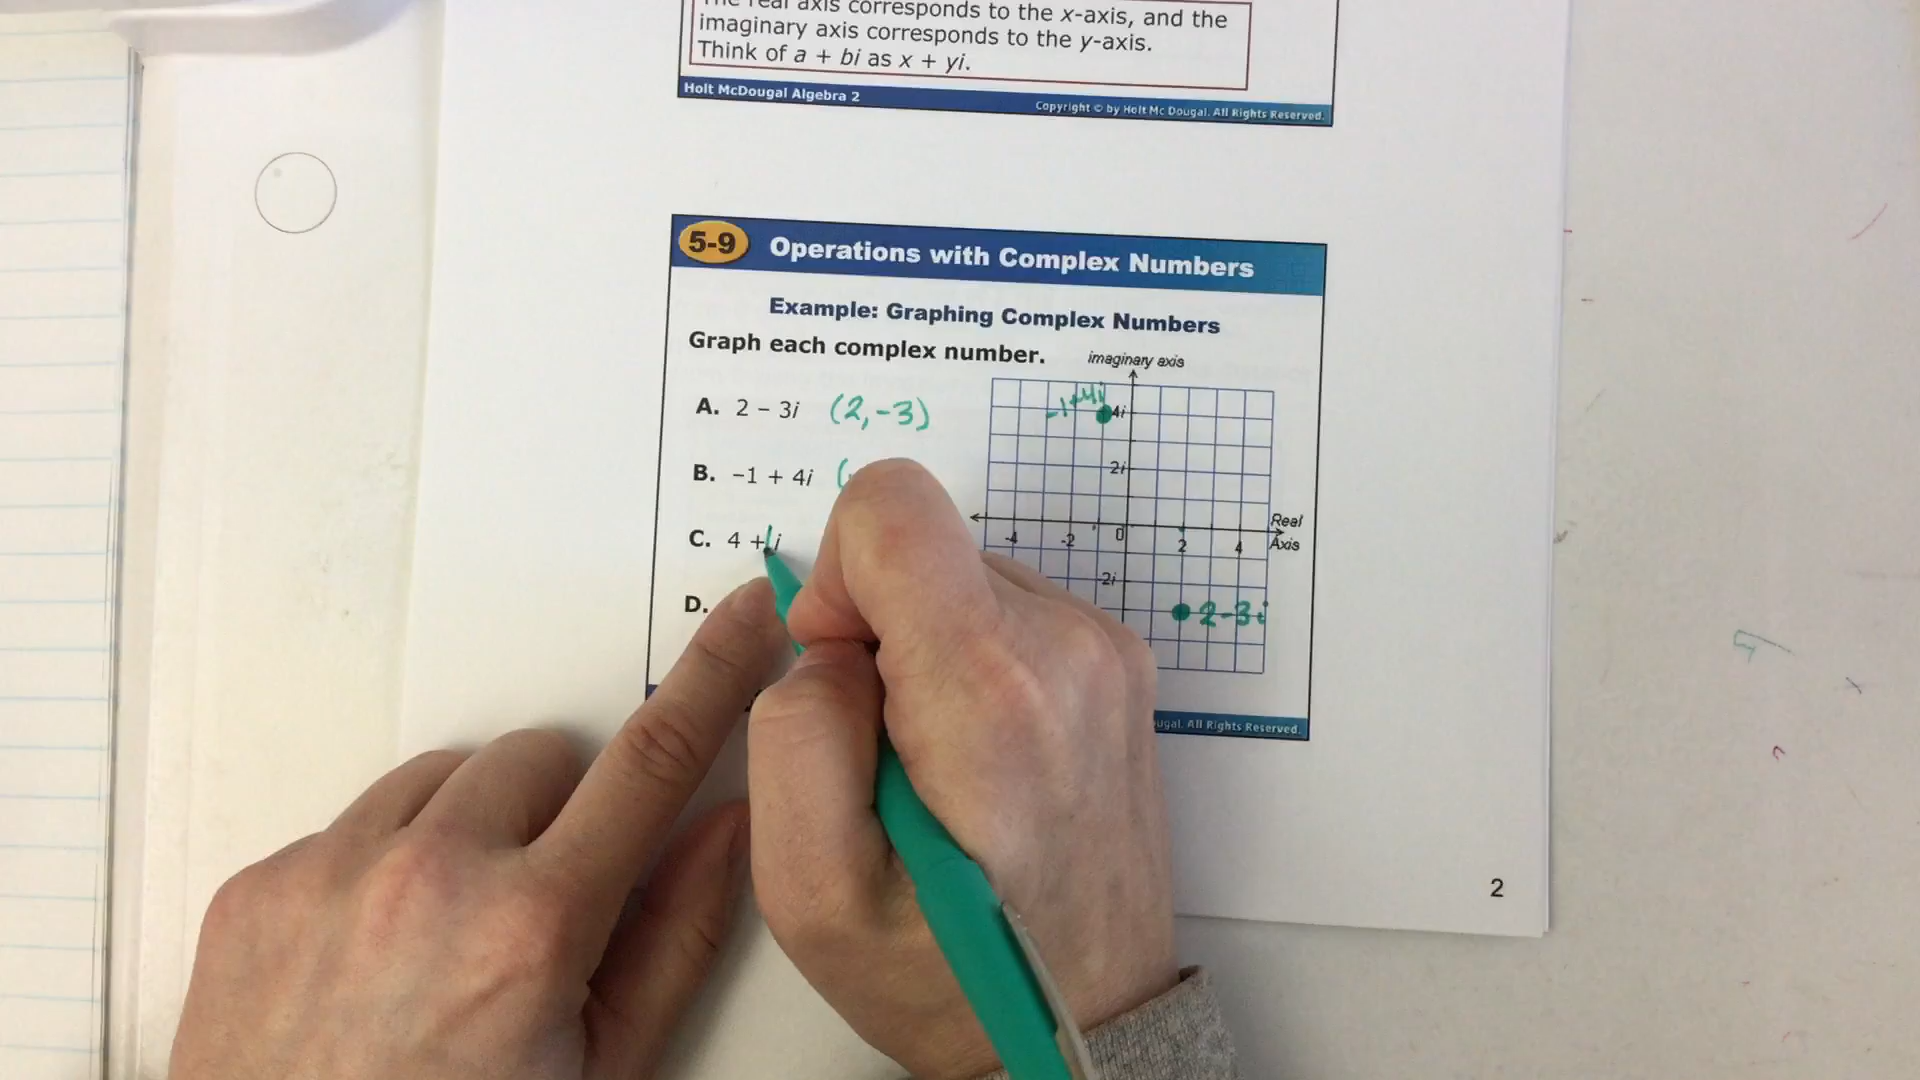 The real axis corresponds to the x-axis, and the
imaginary axis corresponds to the y-axis.
Think of a + bi as x + yi.
Holt McDougal Algebra 2
Copyright © by Holt Mc Dougal. All Rights Reserved.
5-9 Operations with Complex Numbers
Example: Graphing Complex Numbers
Graph each complex number.
imaginary axis
A. 2 – 3i (2,-3)
-1+4i
4i
B. –1 + 4i (
2i
C. 4 + 1i
Real
Axis
-4 -2 0 2 4
-2i
D.
2-3i
All Rights Reserved.
2